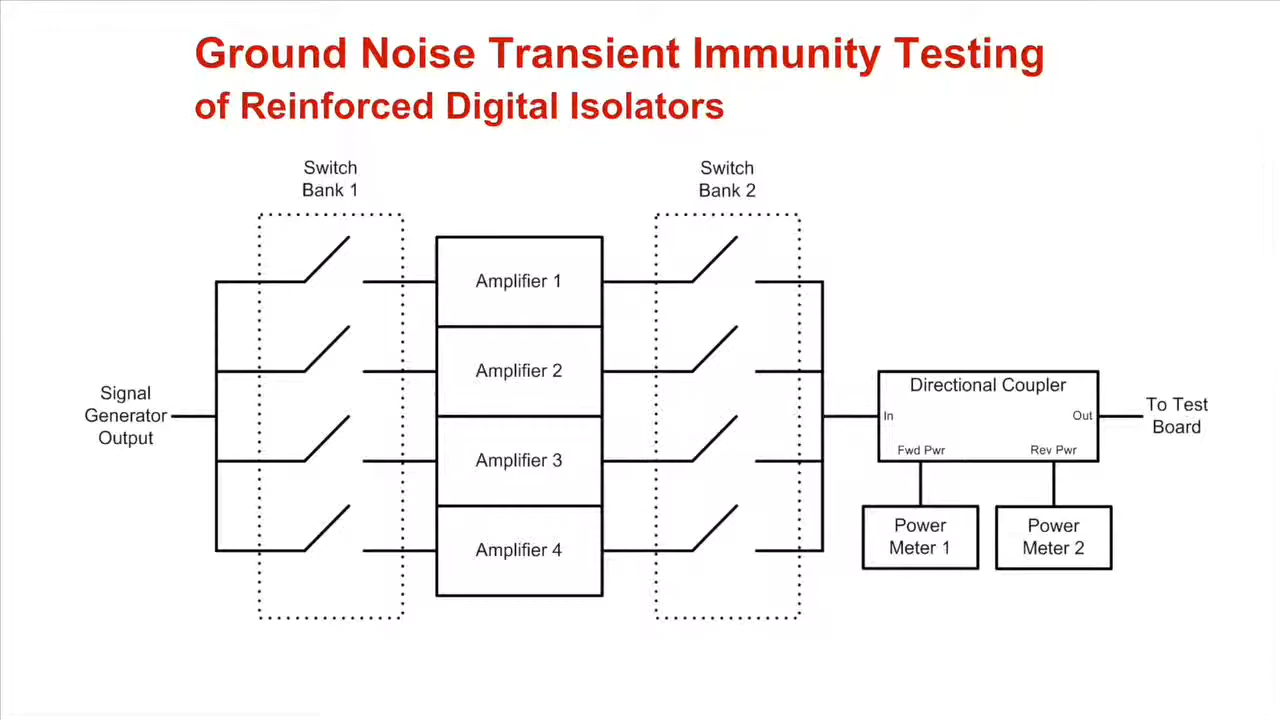 Ground Noise Transient Immunity Testing
of Reinforced Digital Isolators
Switch
Bank 1
Switch
Bank 2
Amplifier 1
Amplifier 2
Amplifier 3
Amplifier 4
Signal
Generator
Output
Directional Coupler
In
Out
Fwd Pwr
Rev Pwr
To Test
Board
Power
Meter 1
Power
Meter 2